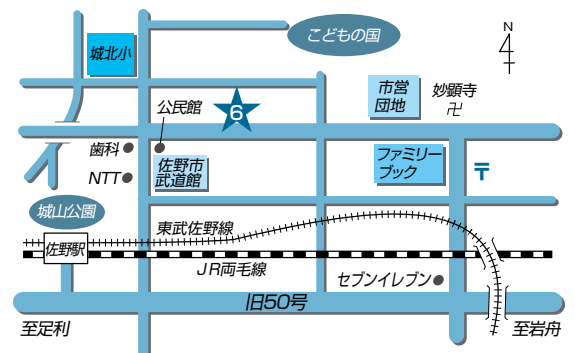 こどもの国
N
城北小
市営
団地
妙顕寺
卍
公民館
6
歯科
NTT
佐野市
武道館
ファミリー
ブック
〒
城山公園
東武佐野線
佐野駅
JR両毛線
セブンイレブン
旧50号
至足利
至岩舟